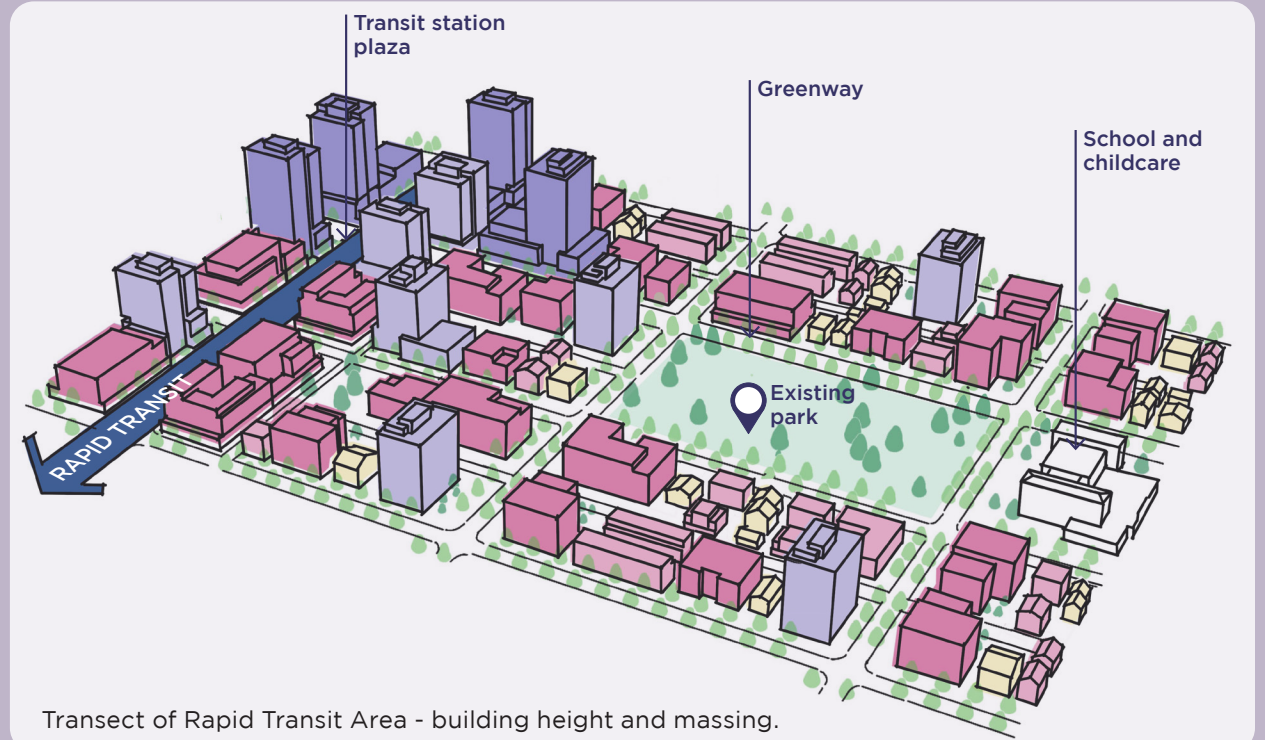 Transit station
plaza
Greenway
School and
childcare
Existing
park
RAPID TRANSIT
Transect of Rapid Transit Area - building height and massing.